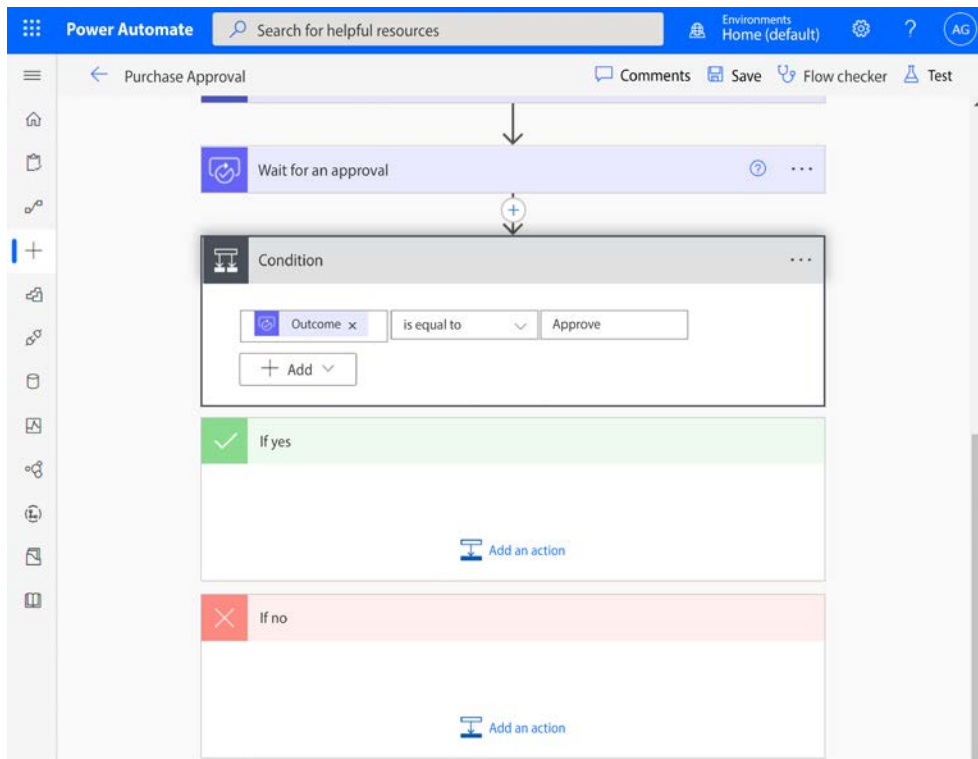 Power Automate
Search for helpful resources
Environments
Home (default)
?
AG
Purchase Approval
Comments
Save
Flow checker
Test
Wait for an approval
Condition
Outcome x
is equal to
Approve
+ Add
If yes
Add an action
If no
Add an action